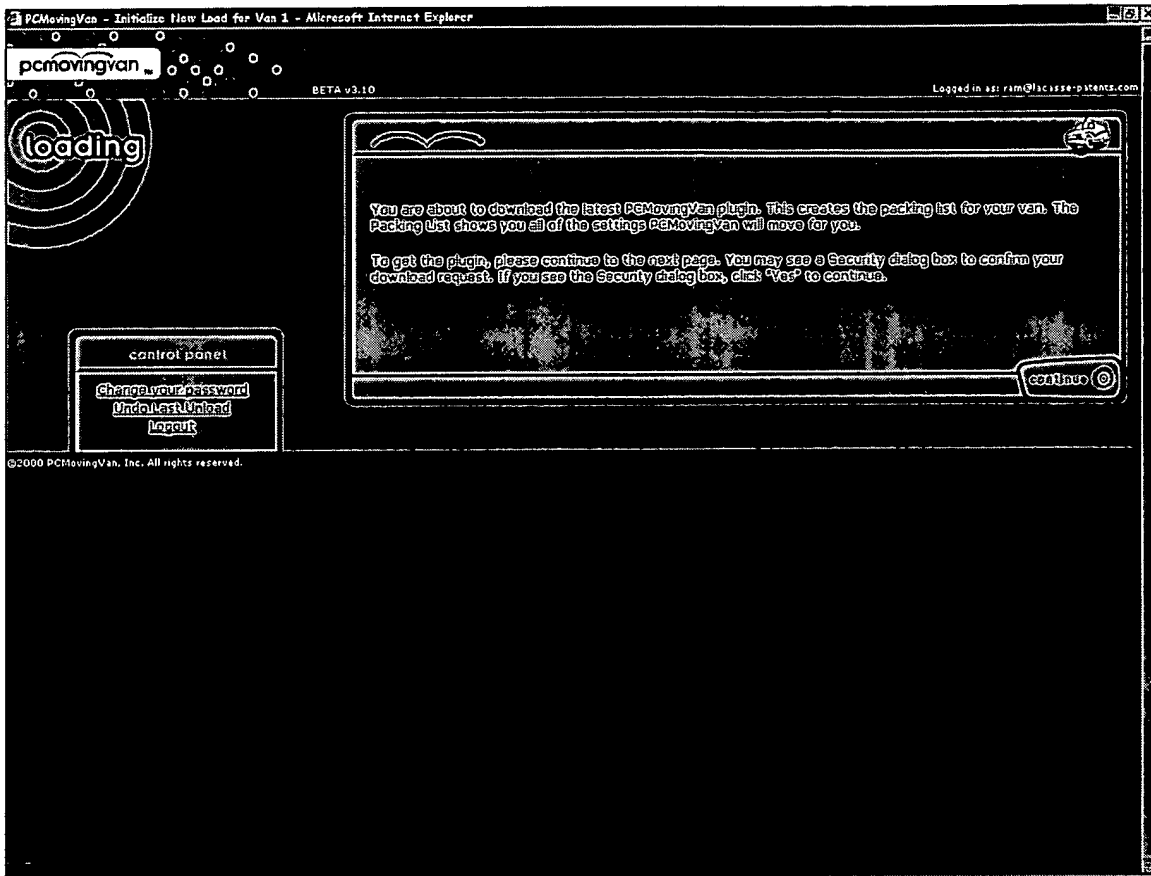 PCMovingVan - Initialize New Load for Van 1 - Microsoft Internet Explorer
pcmovingvan ™
BETA v3.10
Logged in as: ram@lacasse-patents.com
loading
You are about to download the latest PCMovingVan plugin. This creates the packing list for your van. The
Packing List shows you all of the settings PCMovingVan will move for you.
To get the plugin, please continue to the next page. You may see a Security dialog box to confirm your
download request. If you see the Security dialog box, click "Yes" to continue.
continue
control panel
Change your password
Undo Last Unload
Logout
©2000 PCMovingVan, Inc. All rights reserved.